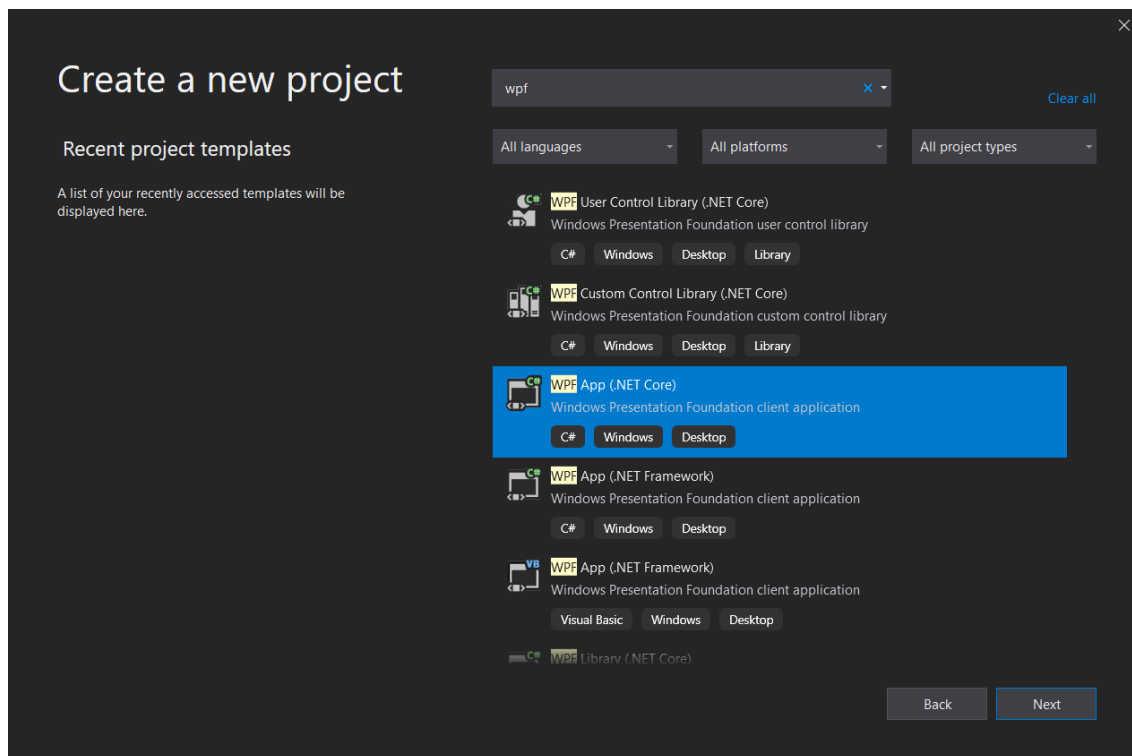 Create a new project
Recent project templates
A list of your recently accessed templates will be
displayed here.
wpf
Clear all
All languages
All platforms
All project types
C#
WPF User Control Library (.NET Core)
Windows Presentation Foundation user control library
C# Windows Desktop Library
C#
WPF Custom Control Library (.NET Core)
Windows Presentation Foundation custom control library
C# Windows Desktop Library
C#
WPF App (.NET Core)
Windows Presentation Foundation client application
C# Windows Desktop
C#
WPF App (.NET Framework)
Windows Presentation Foundation client application
C# Windows Desktop
VB
WPF App (.NET Framework)
Windows Presentation Foundation client application
Visual Basic Windows Desktop
C#
WPF Library (.NET Core)
Back
Next